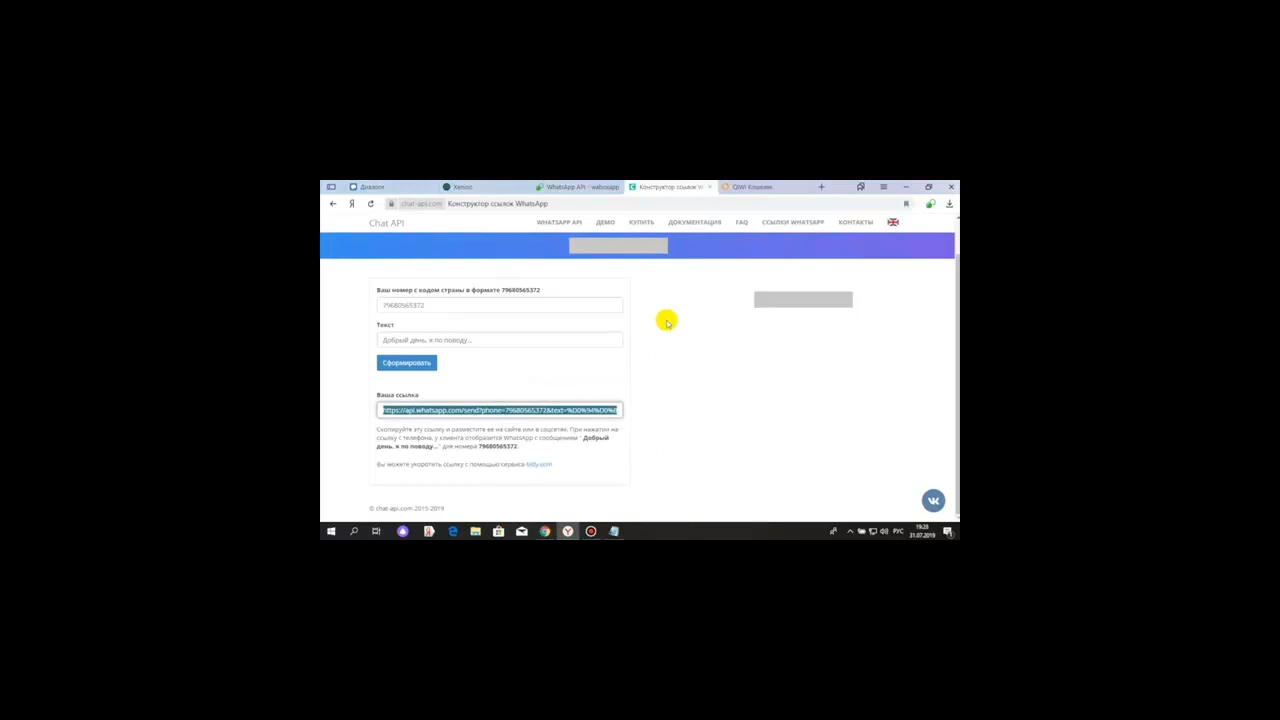 Диалоги
Xeroot
WhatsApp API - waboxapp
Конструктор ссылок W
QIWI Кошелек
chat-api.com
Конструктор ссылок WhatsApp
Chat API
WHATSAPP API
ДЕМО
КУПИТЬ
ДОКУМЕНТАЦИЯ
FAQ
ССЫЛКИ WHATSAPP
КОНТАКТЫ
Ваш номер с кодом страны в формате 79680565372
79680565372
Текст
Добрый день, я по поводу...
Сформировать
Ваша ссылка
https://api.whatsapp.com/send?phone=79680565372&text=%D0%94%D0%B
Скопируйте эту ссылку и разместите ее на сайте или в соцсетях. При нажатии на
ссылку с телефона, у клиента отобразится WhatsApp с сообщением "Добрый
день, я по поводу..." для номера 79680565372.
Вы можете укоротить ссылку с помощью сервиса bitly.com
© chat-api.com 2015-2019
РУС
19:23
31.07.2019